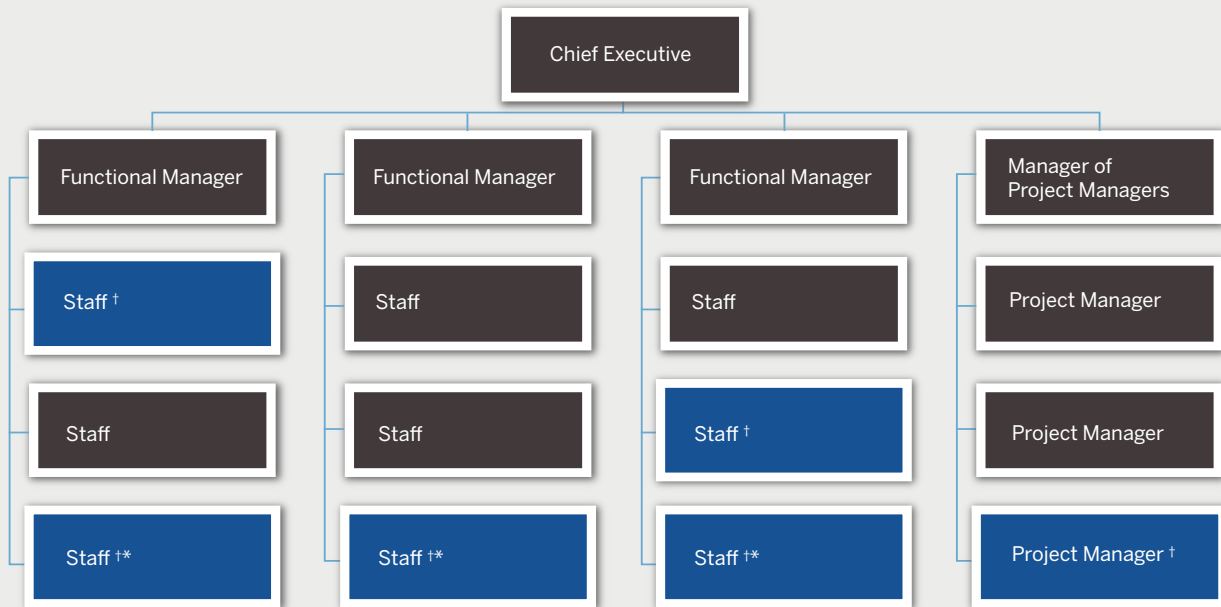 Chief Executive
Functional Manager
Functional Manager
Functional Manager
Manager of
Project Managers
Staff †
Staff
Staff
Project Manager
Staff
Staff
Staff †
Project Manager
Staff †*
Staff †*
Staff †*
Project Manager †